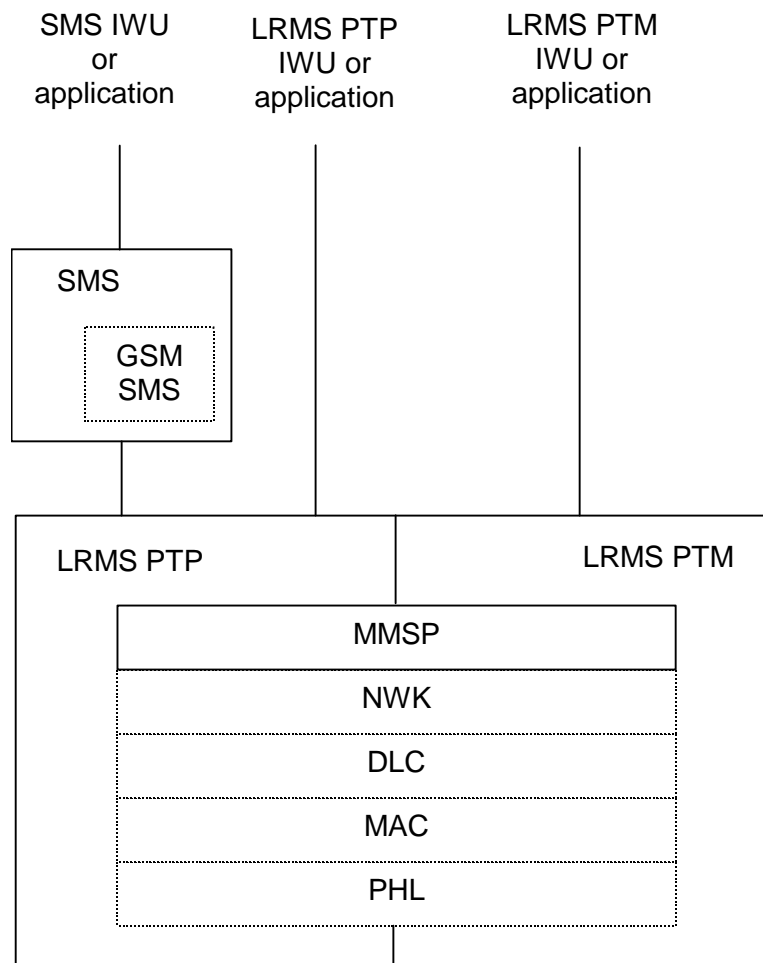 SMS IWU
or
application
LRMS PTP
IWU or
application
LRMS PTM
IWU or
application
SMS
GSM
SMS
LRMS PTP
LRMS PTM
MMSP
NWK
DLC
MAC
PHL